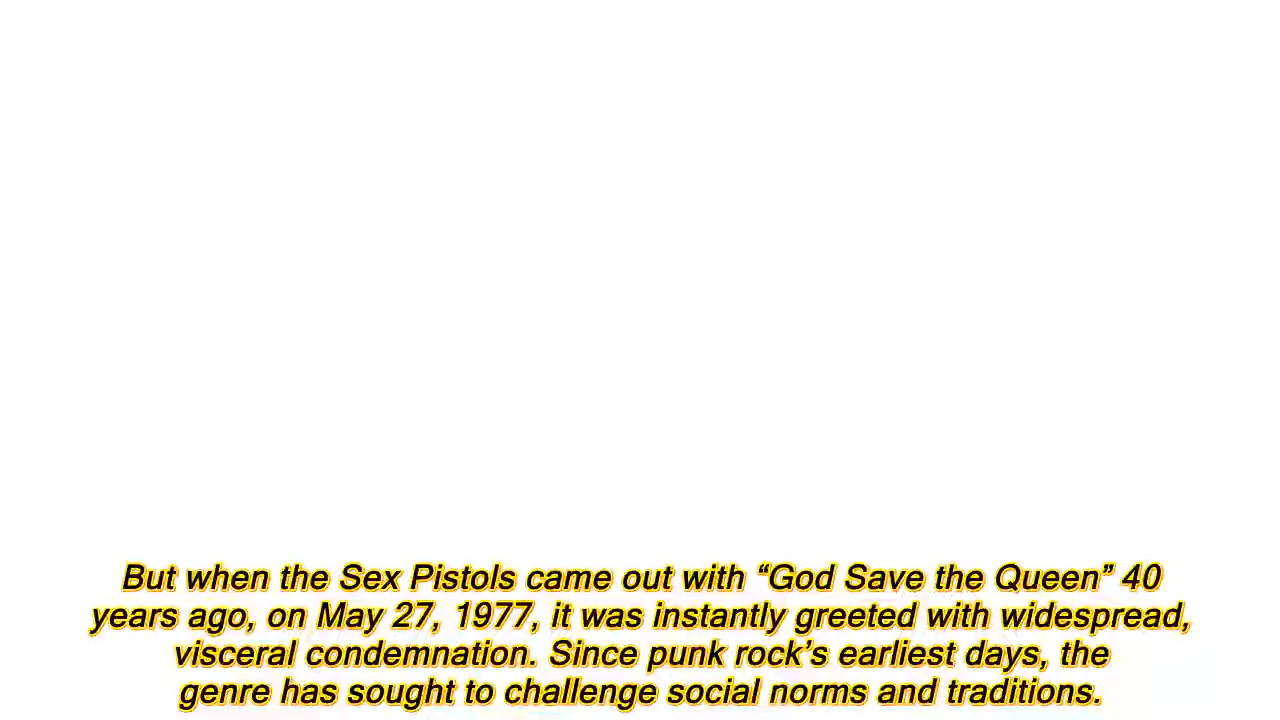 But when the Sex Pistols came out with “God Save the Queen” 40
years ago, on May 27, 1977, it was instantly greeted with widespread,
visceral condemnation. Since punk rock’s earliest days, the
genre has sought to challenge social norms and traditions.